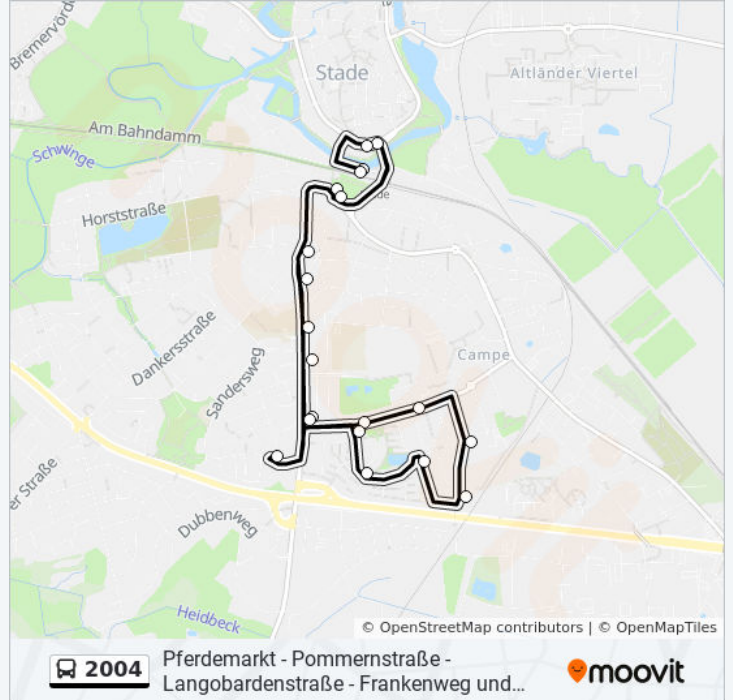 Bremervörde
Stade
Altländer Viertel
Am Bahndamm
Schwinge
de
Horststraße
Dankersstraße
Campe
Sandersweg
er Straße
Dubbenweg
Heidbeck
© OpenStreetMap contributors | © OpenMapTiles
2004
Pferdemarkt - Pommernstraße -
Langobardenstraße - Frankenweg und...
moovit